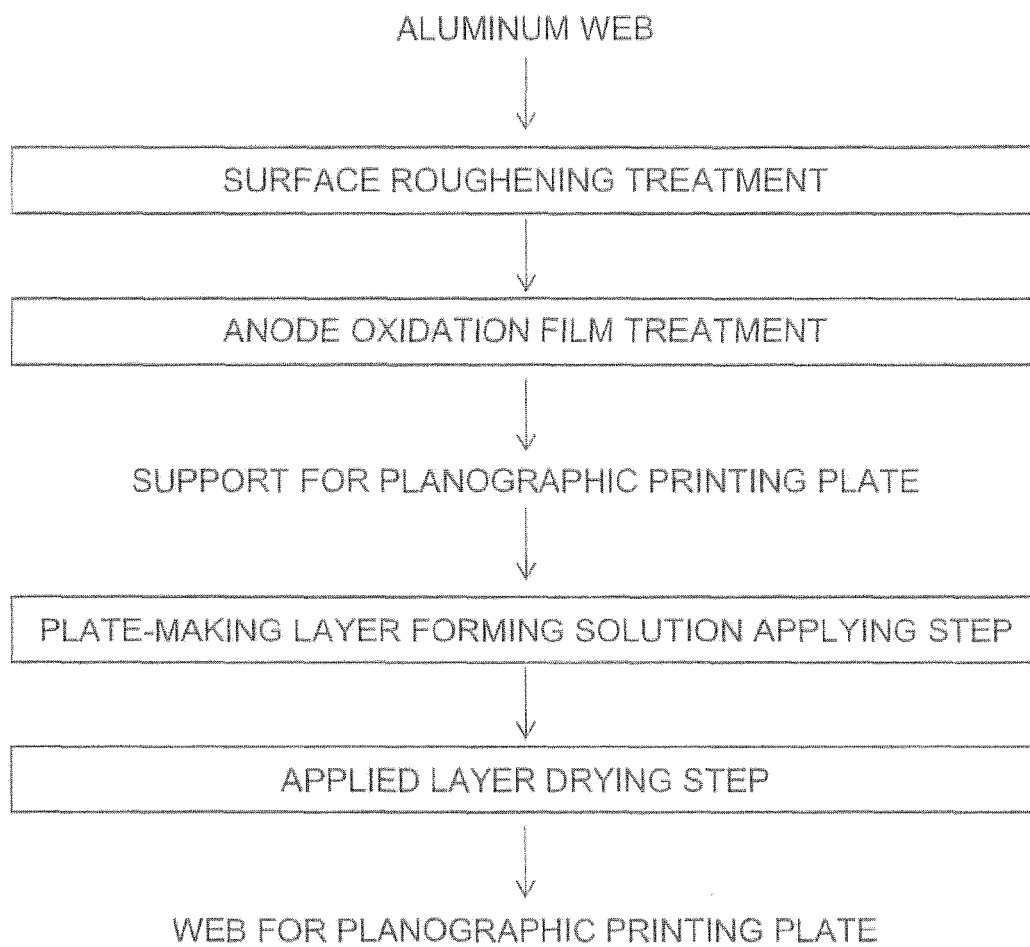 ALUMINUM WEB
SURFACE ROUGHENING TREATMENT
ANODE OXIDATION FILM TREATMENT
SUPPORT FOR PLANOGRAPHIC PRINTING PLATE
PLATE-MAKING LAYER FORMING SOLUTION APPLYING STEP
APPLIED LAYER DRYING STEP
WEB FOR PLANOGRAPHIC PRINTING PLATE